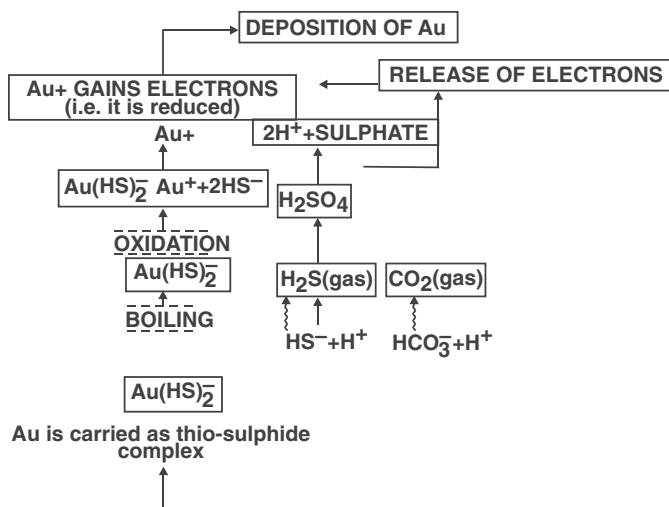 DEPOSITION OF Au
RELEASE OF ELECTRONS
Au+ GAINS ELECTRONS
(i.e. it is reduced)
Au+
2H⁺+SULPHATE
Au(HS)₂⁻ Au⁺+2HS⁻
H₂SO₄
OXIDATION
Au(HS)₂⁻
H₂S(gas)
CO₂(gas)
BOILING
HS⁻+H⁺
HCO₃⁻+H⁺
Au(HS)₂⁻
Au is carried as thio-sulphide
complex